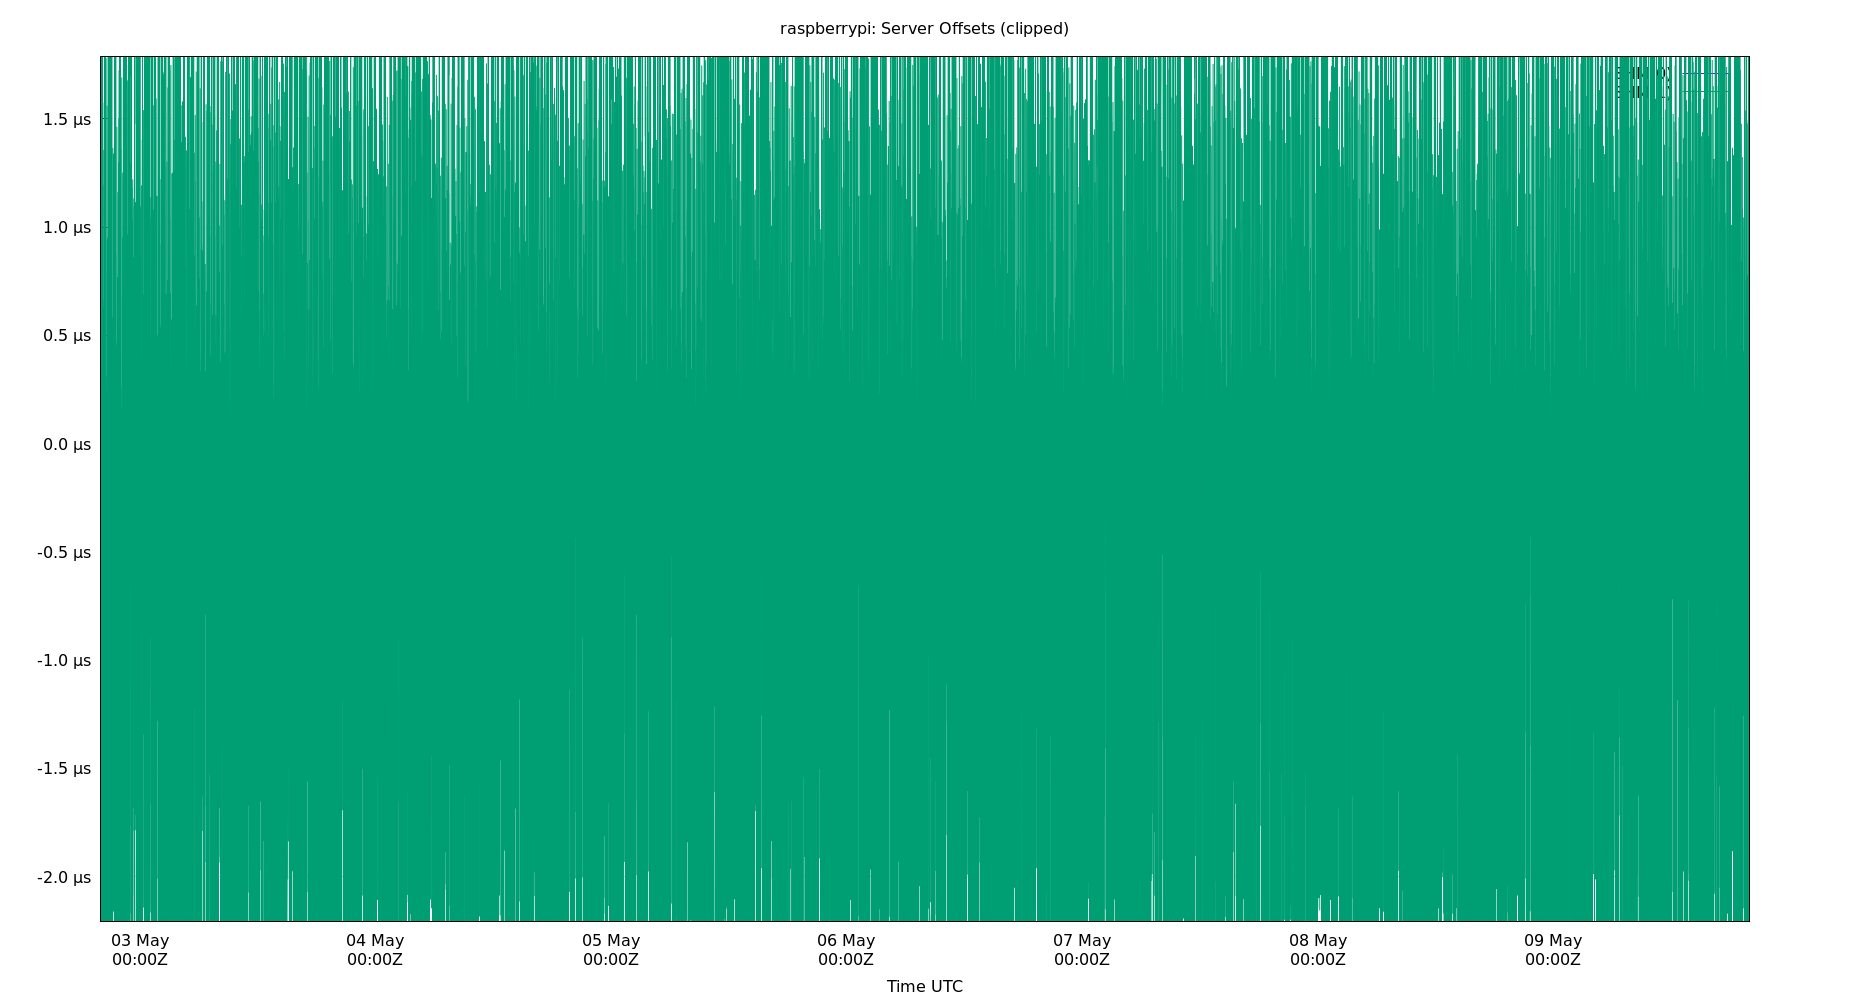 raspberrypi: Server Offsets (clipped)
1.5 µs
1.0 µs
0.5 µs
0.0 µs
-0.5 µs
-1.0 µs
-1.5 µs
-2.0 µs
03 May 04 May 05 May 06 May 07 May 08 May 09 May
00:00Z 00:00Z 00:00Z 00:00Z 00:00Z 00:00Z 00:00Z
Time UTC